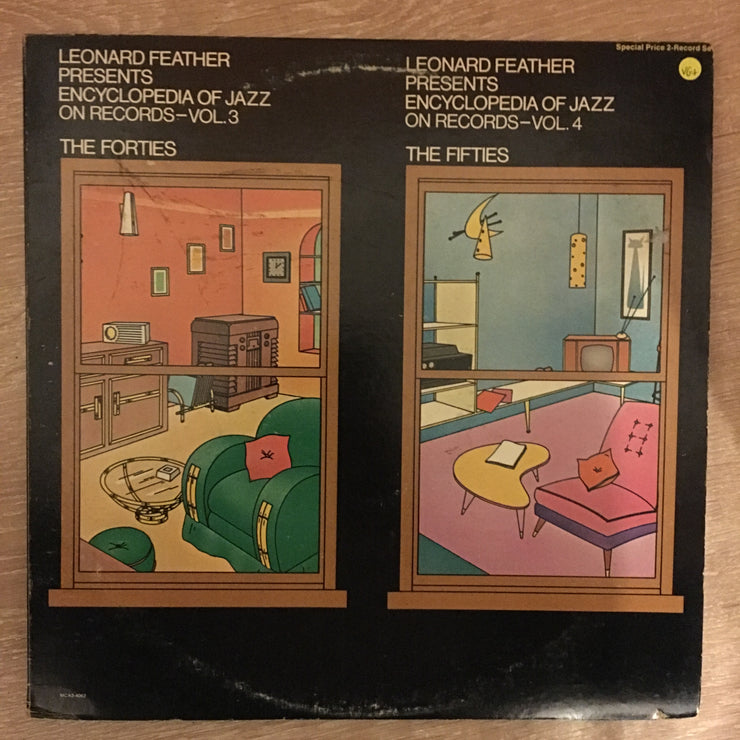 LEONARD FEATHER
PRESENTS
ENCYCLOPEDIA OF JAZZ
ON RECORDS–VOL. 3
THE FORTIES
LEONARD FEATHER
PRESENTS
ENCYCLOPEDIA OF JAZZ
ON RECORDS–VOL. 4
THE FIFTIES
Special Price 2-Record Se
VG+